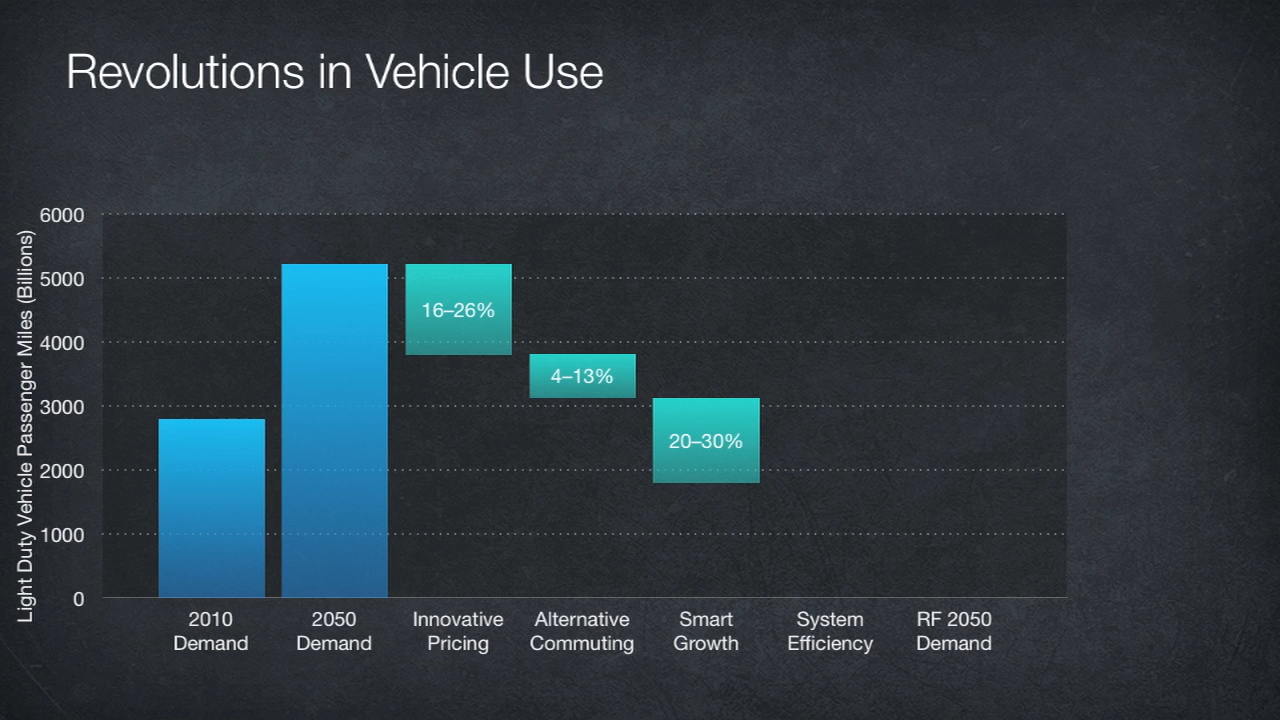 Revolutions in Vehicle Use
Light Duty Vehicle Passenger Miles (Billions)
6000
5000
4000
3000
2000
1000
0
16–26%
4–13%
20–30%
2010
Demand
2050
Demand
Innovative
Pricing
Alternative
Commuting
Smart
Growth
System
Efficiency
RF 2050
Demand